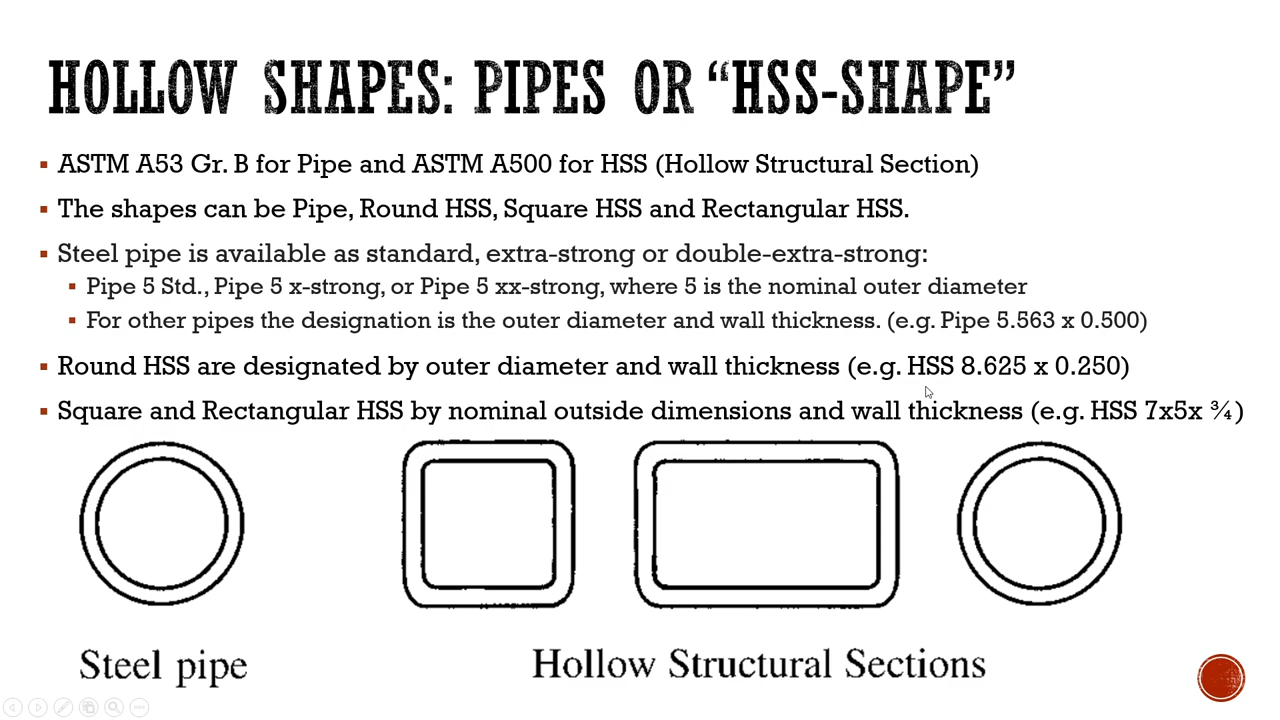 HOLLOW SHAPES: PIPES OR “HSS-SHAPE”
ASTM A53 Gr. B for Pipe and ASTM A500 for HSS (Hollow Structural Section)
The shapes can be Pipe, Round HSS, Square HSS and Rectangular HSS.
Steel pipe is available as standard, extra-strong or double-extra-strong:
Pipe 5 Std., Pipe 5 x-strong, or Pipe 5 xx-strong, where 5 is the nominal outer diameter
For other pipes the designation is the outer diameter and wall thickness. (e.g. Pipe 5.563 x 0.500)
Round HSS are designated by outer diameter and wall thickness (e.g. HSS 8.625 x 0.250)
Square and Rectangular HSS by nominal outside dimensions and wall thickness (e.g. HSS 7x5x ¾)
Steel pipe
Hollow Structural Sections